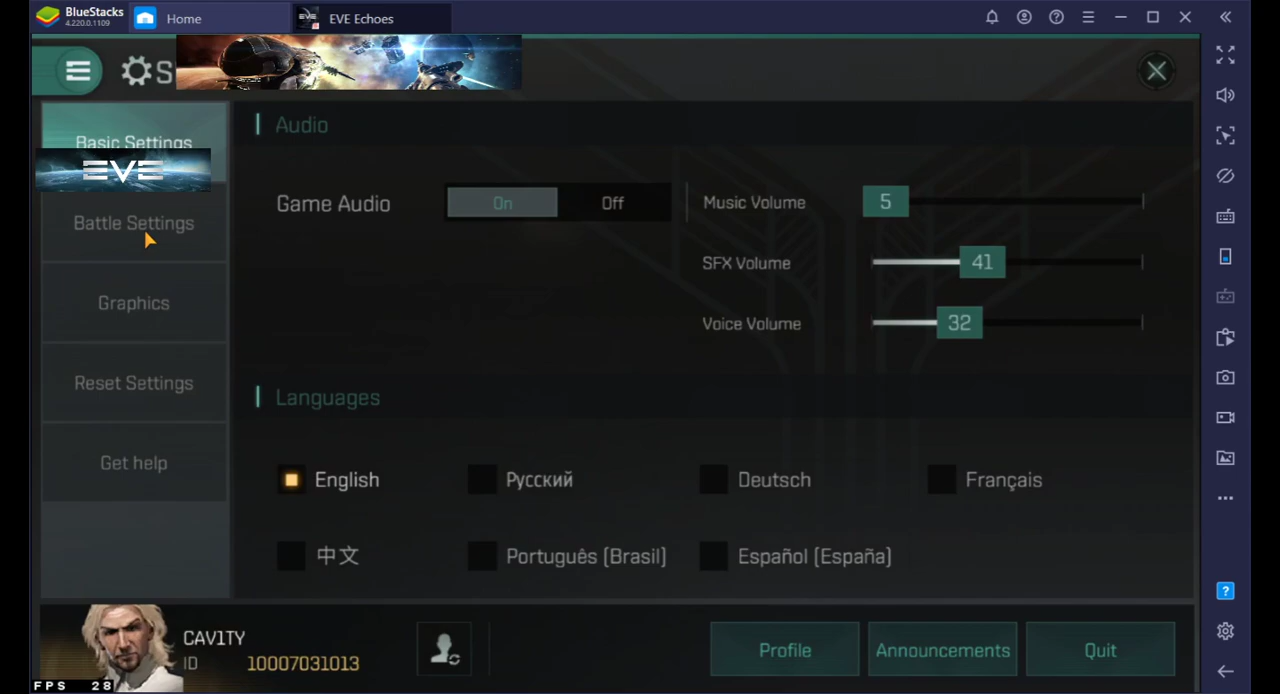 BlueStacks
4.220.0.1109
Home
EVE Echoes
S
Basic Settings
EVE
Battle Settings
Graphics
Reset Settings
Get help
Audio
Game Audio
On
Off
Music Volume
5
SFX Volume
41
Voice Volume
32
Languages
English
Русский
Deutsch
Français
中文
Português (Brasil)
Español (España)
CAV1TY
ID 10007031013
Profile
Announcements
Quit
FPS 28